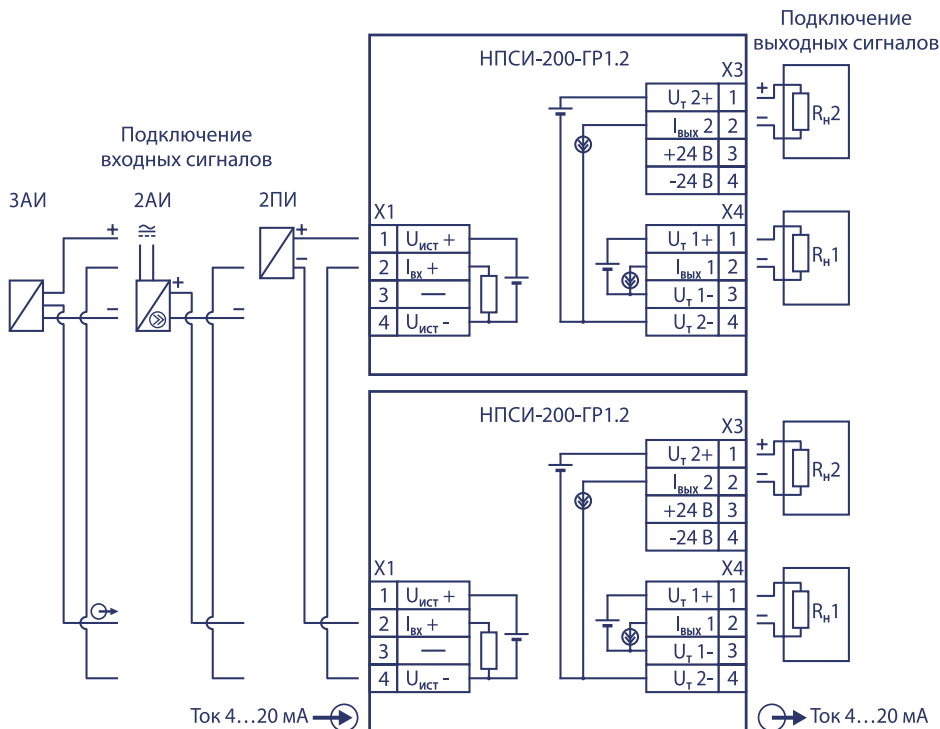 Подключение
выходных сигналов
НПСИ-200-ГР1.2
X3
Uт 2+ 1
Iвых 2 2
+24 В 3
-24 В 4
+
−
Rн2
Подключение
входных сигналов
3АИ
2АИ
2ПИ
X1
1 Uист +
2 Iвх +
3 —
4 Uист -
X4
Uт 1+ 1
Iвых 1 2
Uт 1- 3
Uт 2- 4
−
Rн1
+
−
+
−
+
−
НПСИ-200-ГР1.2
X3
Uт 2+ 1
Iвых 2 2
+24 В 3
-24 В 4
+
−
Rн2
X1
1 Uист +
2 Iвх +
3 —
4 Uист -
X4
Uт 1+ 1
Iвых 1 2
Uт 1- 3
Uт 2- 4
−
Rн1
Ток 4…20 мА
Ток 4…20 мА